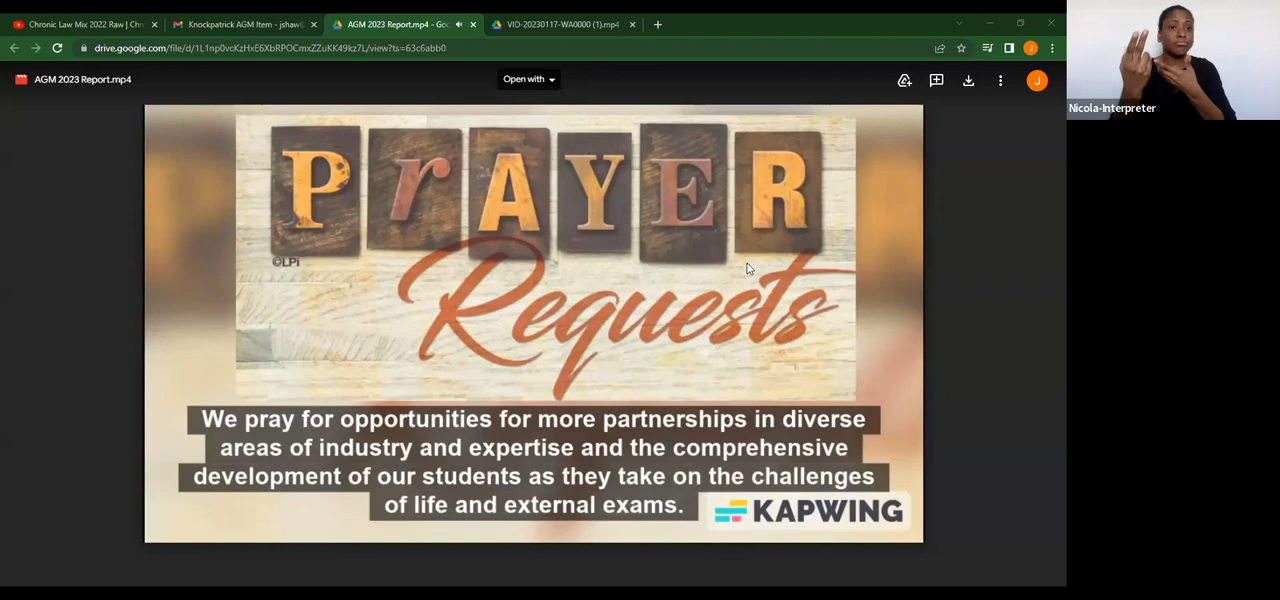 Chronic Law Mix 2022 Raw | Chr
Knockpatrick AGM Item - jshaw
AGM 2023 Report.mp4 - Goo
VID-20230117-WA0000 (1).mp4
drive.google.com/file/d/1L1np0vcKzHxE6XbRPOCmxZZuKK49Iz7L/view?ts=63c6abb0
J
AGM 2023 Report.mp4
Open with
J
Nicola-Interpreter
PrAYER
©LPi
Requests
We pray for opportunities for more partnerships in diverse
areas of industry and expertise and the comprehensive
development of our students as they take on the challenges
of life and external exams.
KAPWING